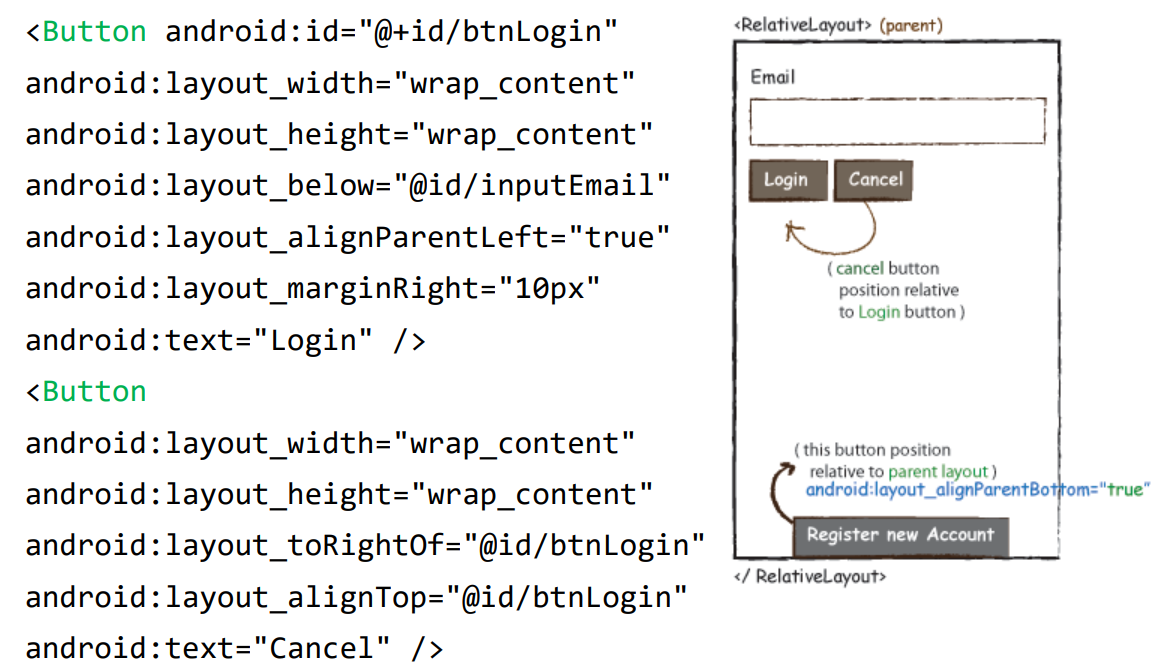 <Button android:id="@+id/btnLogin"
android:layout_width="wrap_content"
android:layout_height="wrap_content"
android:layout_below="@id/inputEmail"
android:layout_alignParentLeft="true"
android:layout_marginRight="10px"
android:text="Login" />
<Button
android:layout_width="wrap_content"
android:layout_height="wrap_content"
android:layout_toRightOf="@id/btnLogin"
android:layout_alignTop="@id/btnLogin"
android:text="Cancel" />
<RelativeLayout> (parent)
Email
Login Cancel
( cancel button
position relative
to Login button )
( this button position
relative to parent layout )
android:layout_alignParentBottom="true"
Register new Account
</ RelativeLayout>